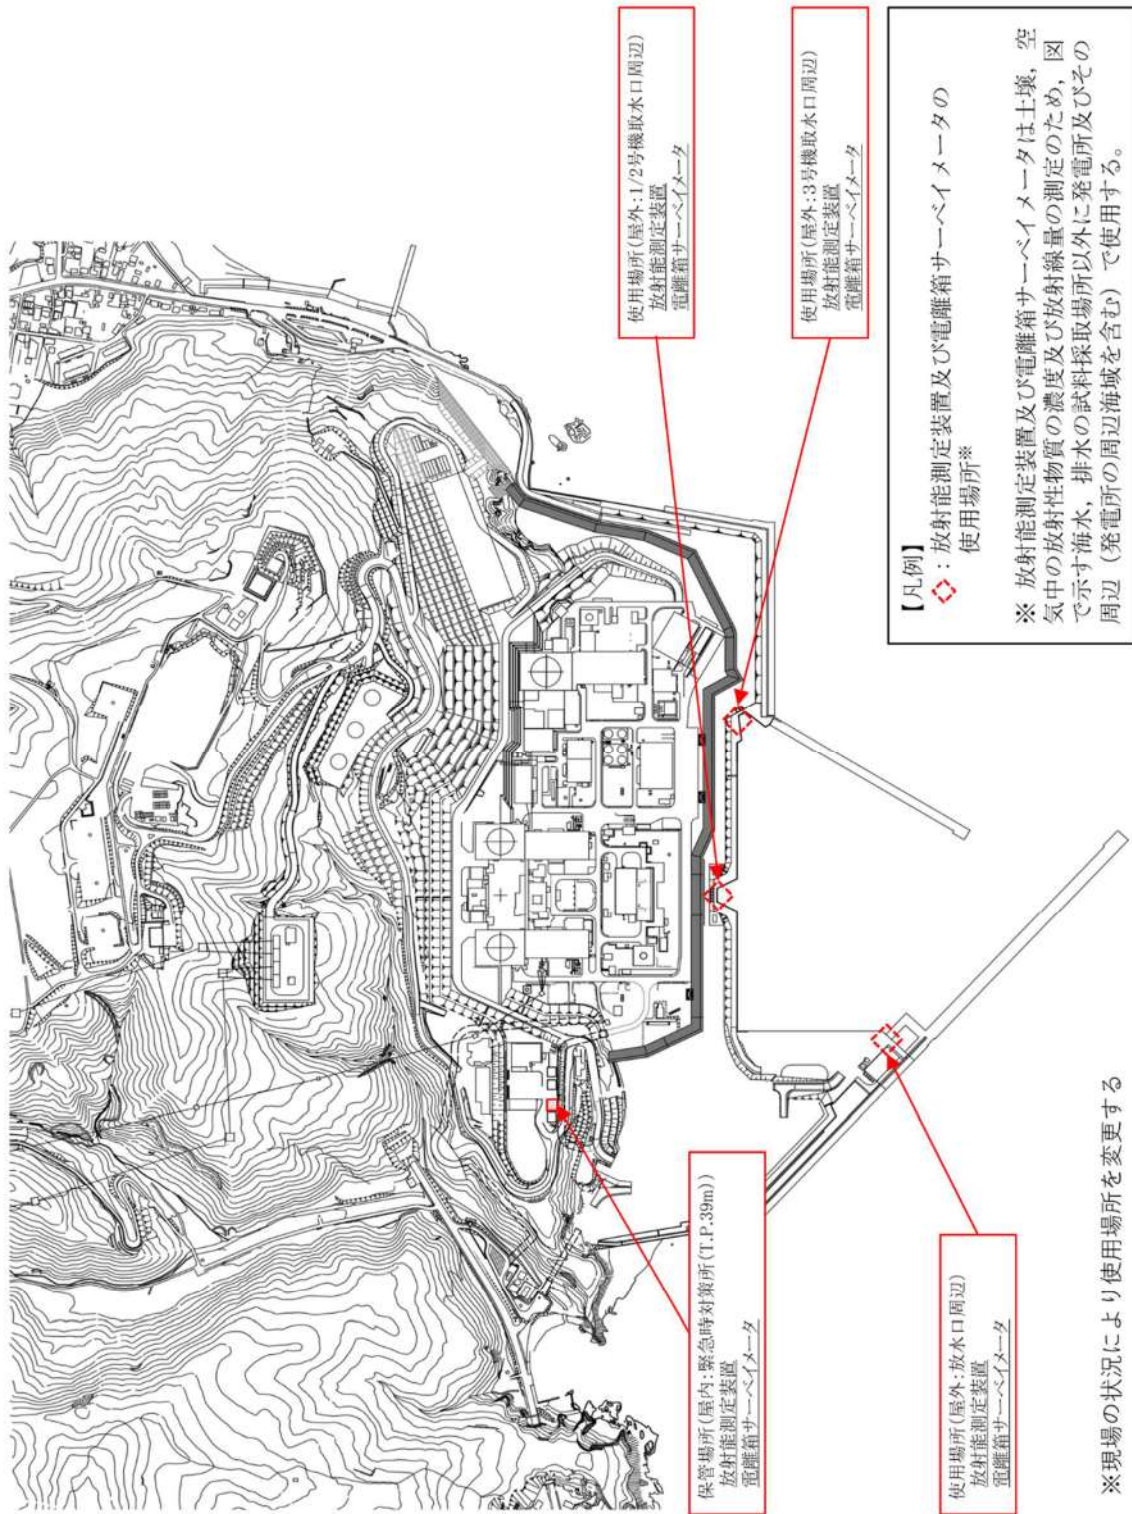 保管場所(屋内:緊急時対策所(T.P.39m))
放射能測定装置
電離箱サーベイメータ
使用場所(屋外:放水口周辺)
放射能測定装置
電離箱サーベイメータ
使用場所(屋外:1/2号機取水口周辺)
放射能測定装置
電離箱サーベイメータ
使用場所(屋外:3号機取水口周辺)
放射能測定装置
電離箱サーベイメータ
【凡例】
：放射能測定装置及び電離箱サーベイメータの
使用場所※
※ 放射能測定装置及び電離箱サーベイメータは土壌，空
気中の放射性物質の濃度及び放射線量の測定のため，図
で示す海水，排水の試料採取場所以外に発電所及びその
周辺（発電所の周辺海域を含む）で使用する。
※現場の状況により使用場所を変更する